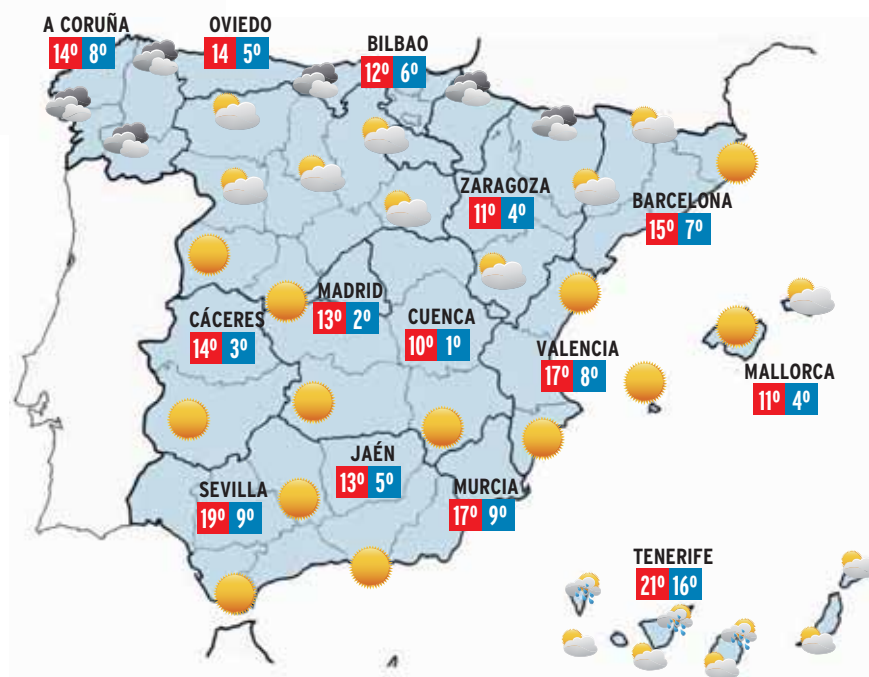 A CORUÑA
14º 8º
OVIEDO
14 5º
BILBAO
12º 6º
ZARAGOZA
11º 4º
BARCELONA
15º 7º
MADRID
13º 2º
CÁCERES
14º 3º
CUENCA
10º 1º
VALENCIA
17º 8º
MALLORCA
11º 4º
JAÉN
13º 5º
SEVILLA
19º 9º
MURCIA
17º 9º
TENERIFE
21º 16º